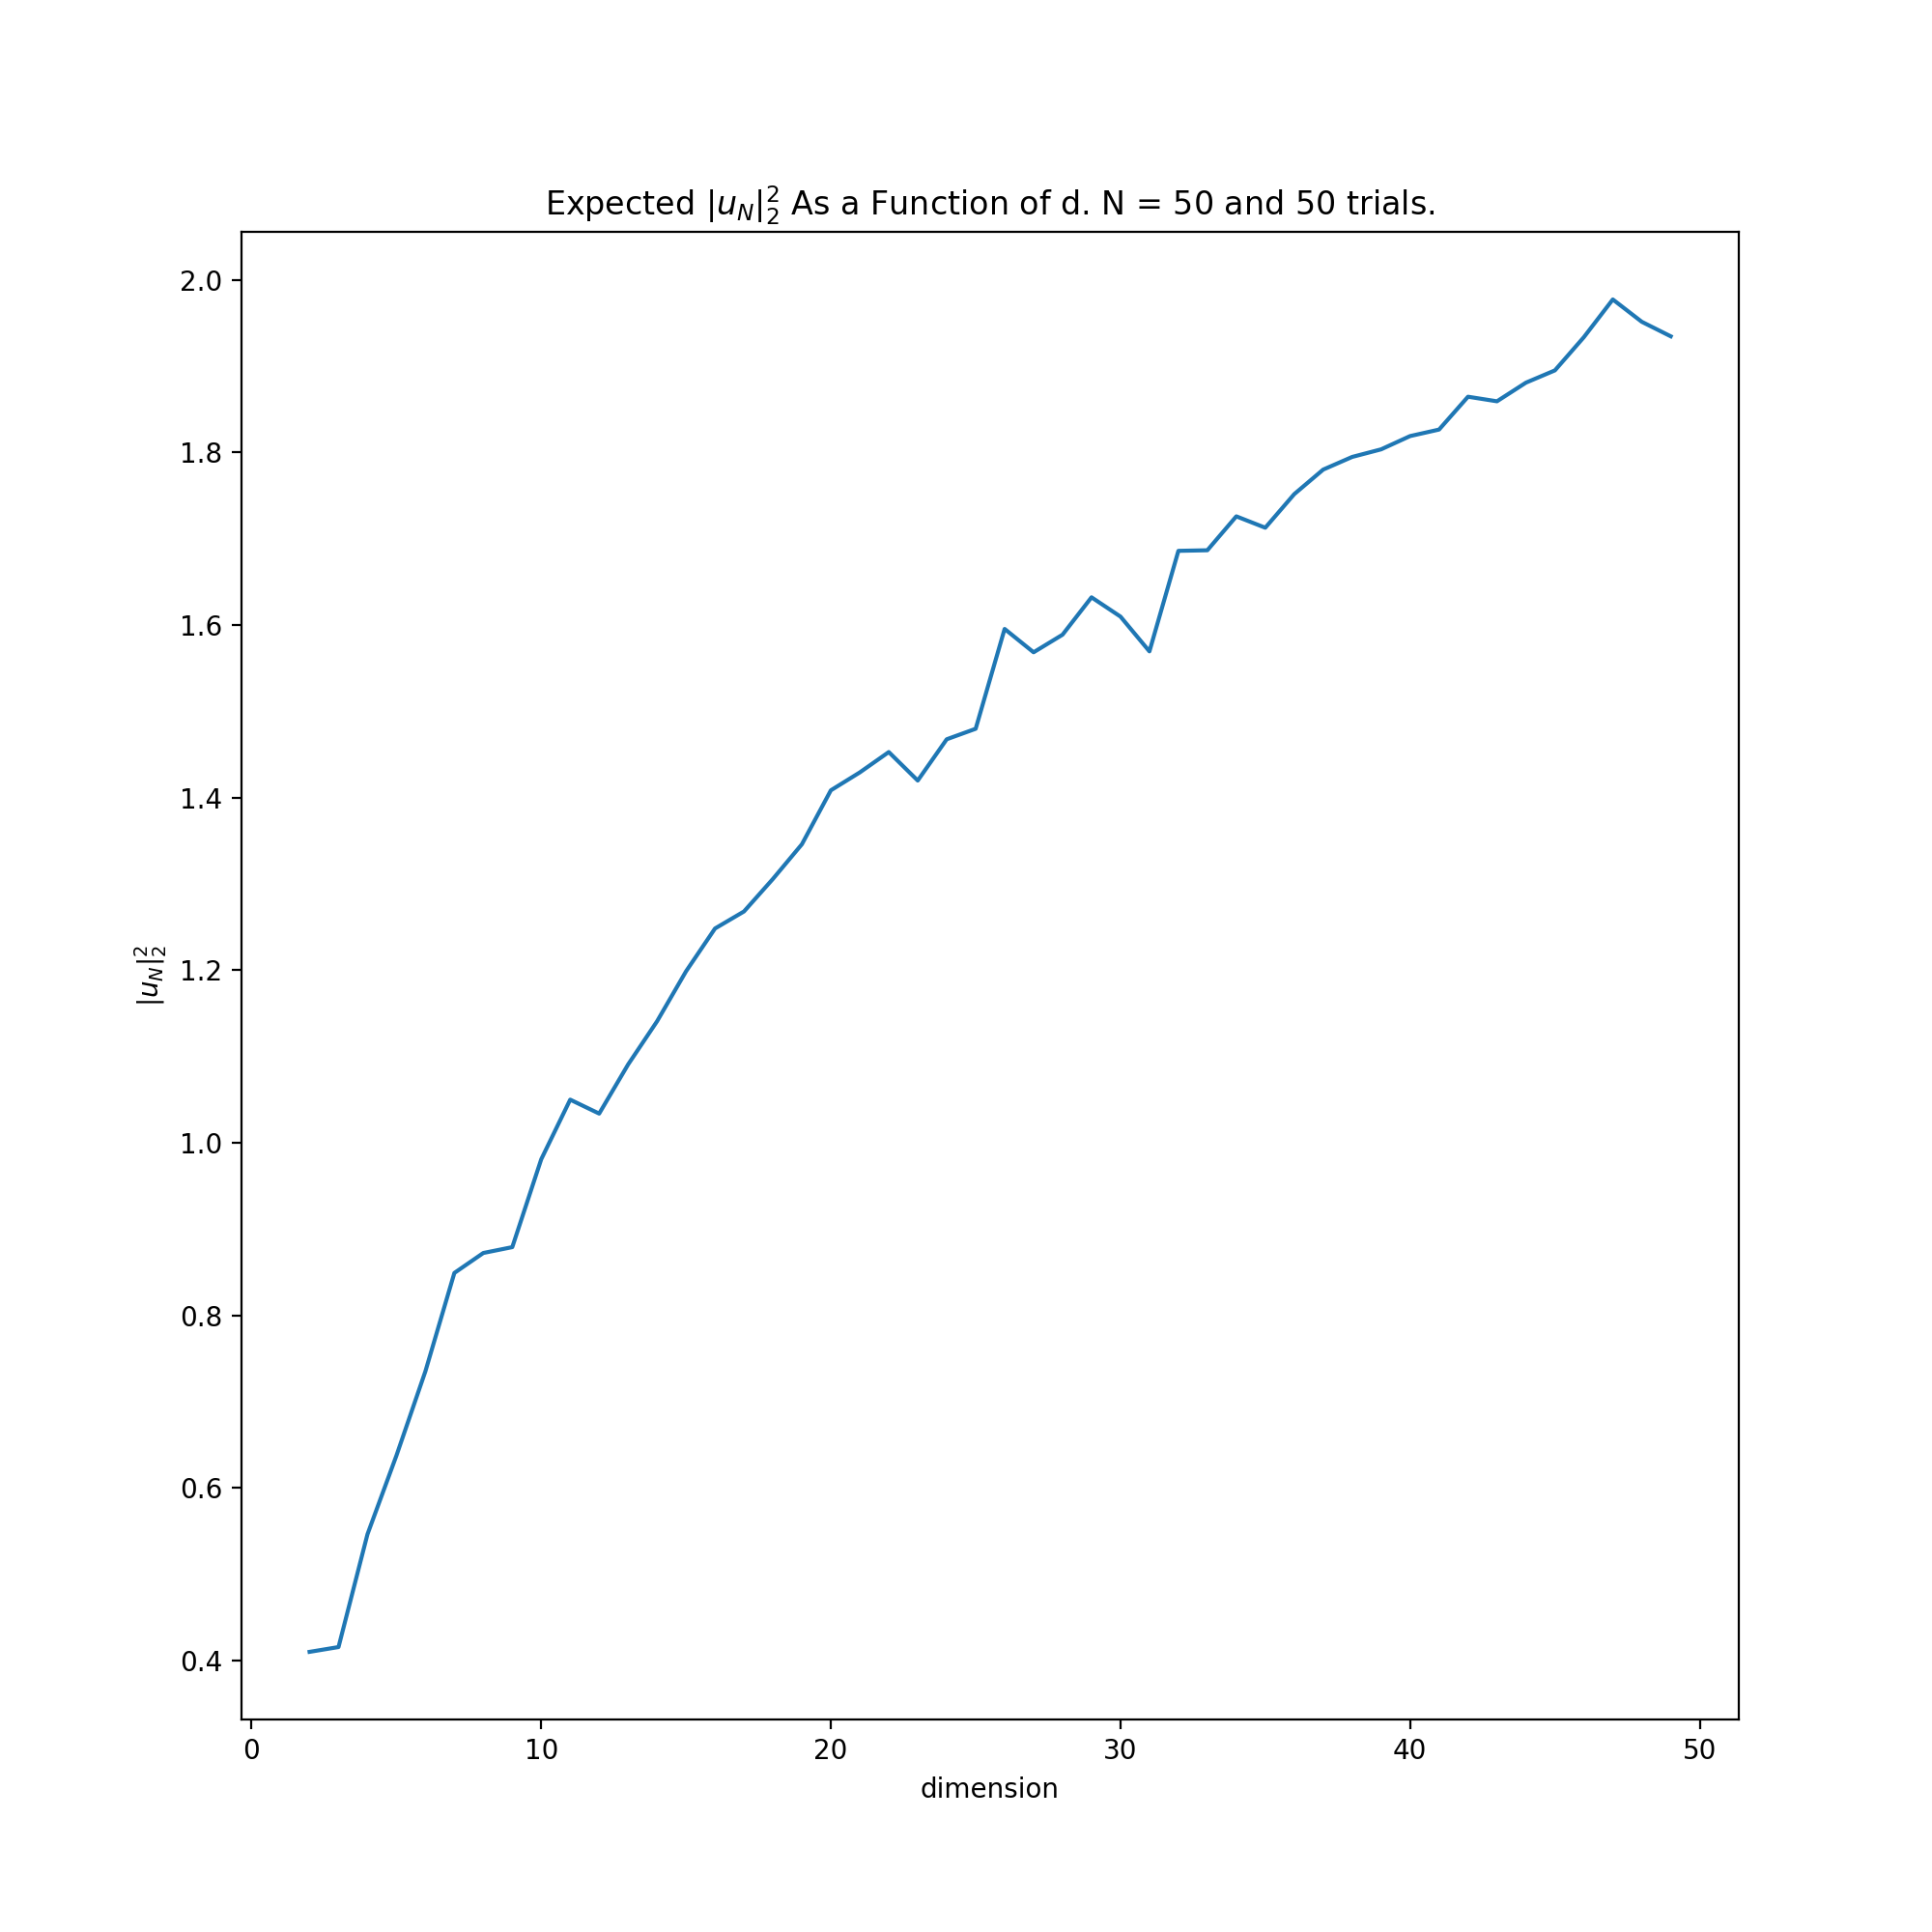 Expected |u_N|_2^2 As a Function of d. N = 50 and 50 trials.
|u_N|_2^2
2.0
1.8
1.6
1.4
1.2
1.0
0.8
0.6
0.4
0 10 20 30 40 50
dimension